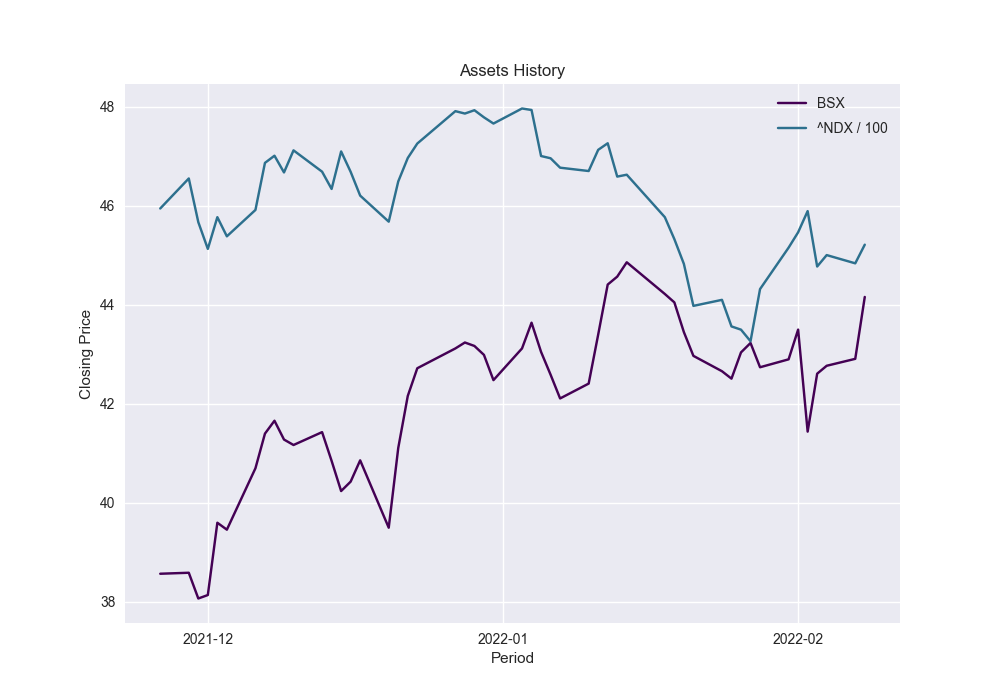 Assets History
BSX
^NDX / 100
48
46
44
42
40
38
Closing Price
2021-12
2022-01
2022-02
Period